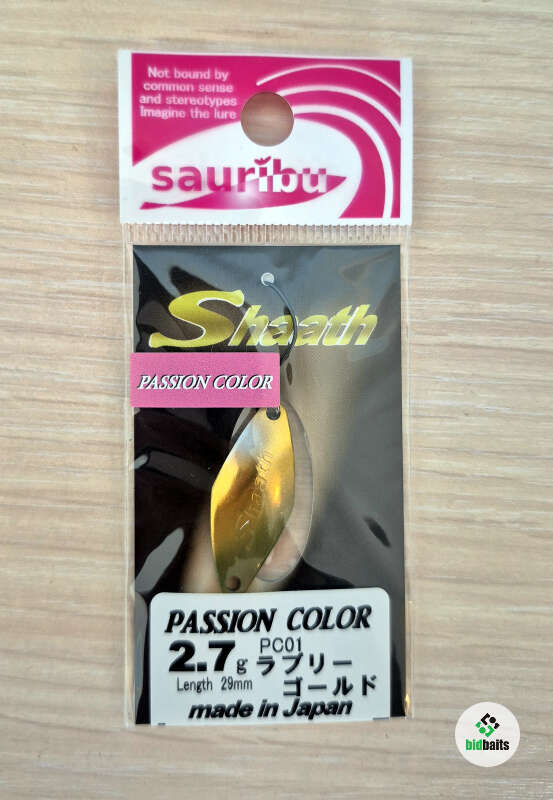 Not bound by
common sense
and stereotypes
Imagine the lure
sauribu
Shaath
PASSION COLOR
Shaath
PASSION COLOR
2.7g PC01 ラブリー
Length 29mm ゴールド
made in Japan
bidbaits